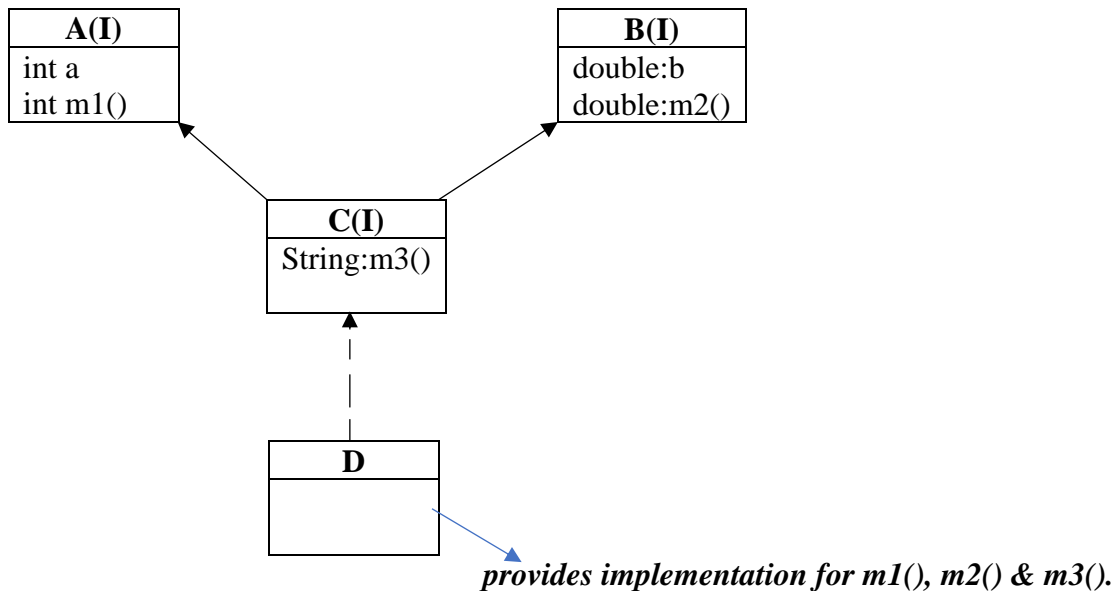 A(I)
int a
int m1()
B(I)
double:b
double:m2()
C(I)
String:m3()
D
provides implementation for m1(), m2() & m3().